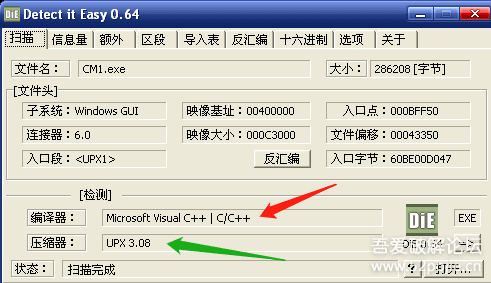 Detect it Easy 0.64
扫描 信息量 额外 区段 导入表 反汇编 十六进制 选项 关于
文件名： CM1.exe 大小： 286208 [字节]
[文件头]
子系统：Windows GUI 映像基址：00400000 入口点：000BFF50
连接器：6.0 映像大小：000C3000 文件偏移：00043350
入口段：<UPX1> 反汇编 入口字节：60BE00D047
[检测]
编译器： Microsoft Visual C++ | C/C++ DiE EXE
压缩器： UPX 3.08 DiE 0.64 ->
状态： 扫描完成 ? 打开...
吾爱破解论坛